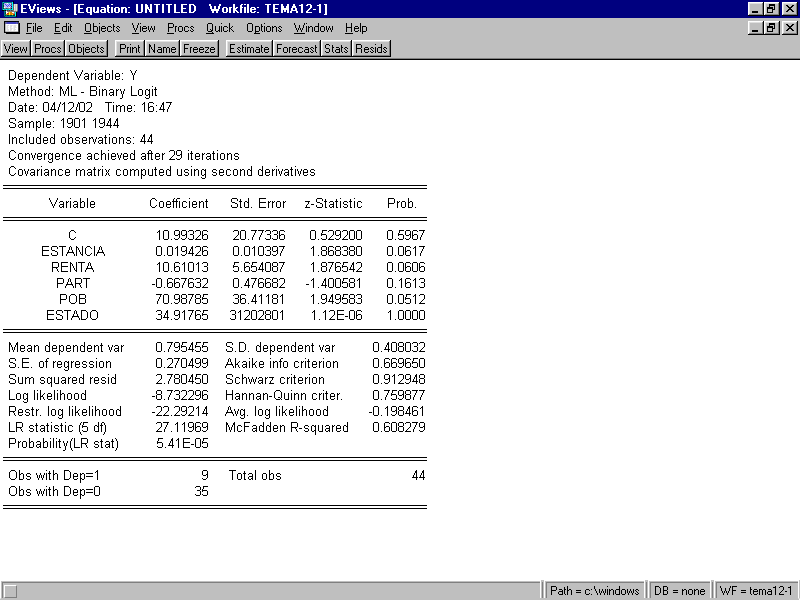 EViews - [Equation: UNTITLED   Workfile: TEMA12-1]
File Edit Objects View Procs Quick Options Window Help
View Procs Objects Print Name Freeze Estimate Forecast Stats Resids
Dependent Variable: Y
Method: ML - Binary Logit
Date: 04/12/02   Time: 16:47
Sample: 1901 1944
Included observations: 44
Convergence achieved after 29 iterations
Covariance matrix computed using second derivatives
Variable Coefficient Std. Error z-Statistic Prob.
C 10.99326 20.77336 0.529200 0.5967
ESTANCIA 0.019426 0.010397 1.868380 0.0617
RENTA 10.61013 5.654087 1.876542 0.0606
PART -0.667632 0.476682 -1.400581 0.1613
POB 70.98785 36.41181 1.949583 0.0512
ESTADO 34.91765 31202801 1.12E-06 1.0000
Mean dependent var 0.795455 S.D. dependent var 0.408032
S.E. of regression 0.270499 Akaike info criterion 0.669650
Sum squared resid 2.780450 Schwarz criterion 0.912948
Log likelihood -8.732296 Hannan-Quinn criter. 0.759877
Restr. log likelihood -22.29214 Avg. log likelihood -0.198461
LR statistic (5 df) 27.11969 McFadden R-squared 0.608279
Probability(LR stat) 5.41E-05
Obs with Dep=1 9 Total obs 44
Obs with Dep=0 35
Path = c:\windows DB = none WF = tema12-1